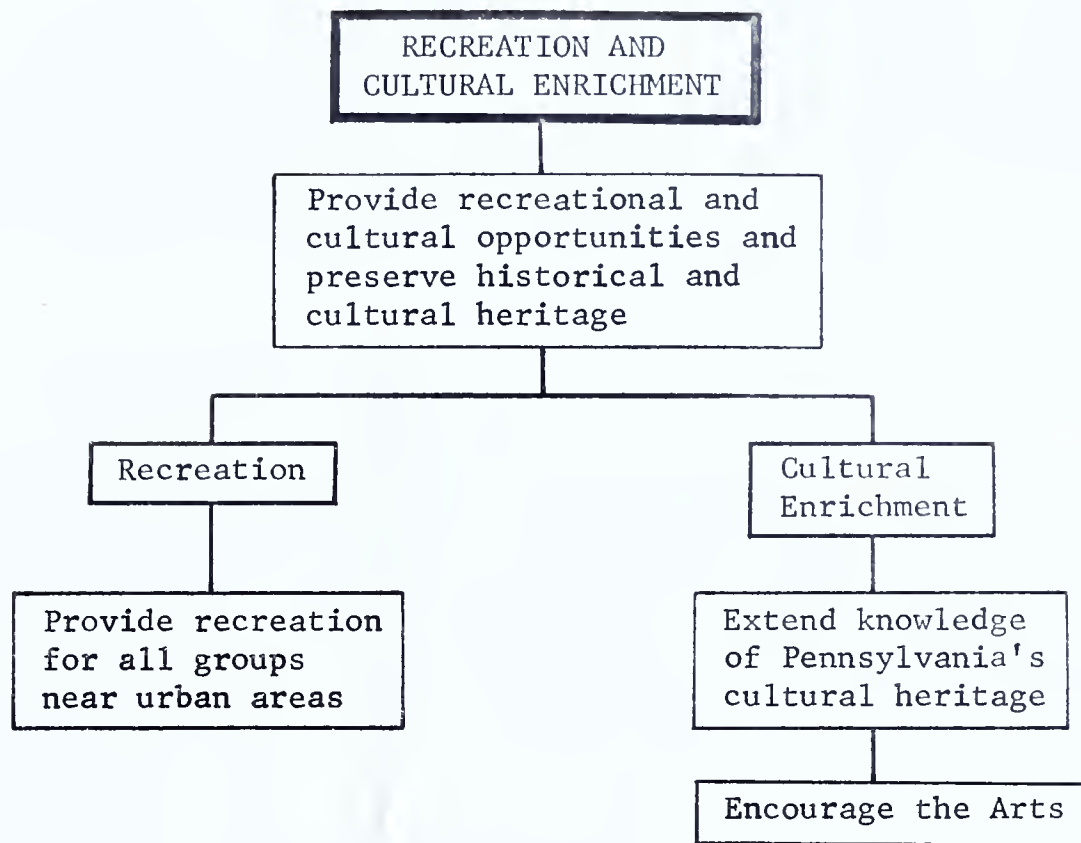 RECREATION AND
CULTURAL ENRICHMENT
Provide recreational and
cultural opportunities and
preserve historical and
cultural heritage
Recreation
Cultural
Enrichment
Provide recreation
for all groups
near urban areas
Extend knowledge
of Pennsylvania's
cultural heritage
Encourage the Arts